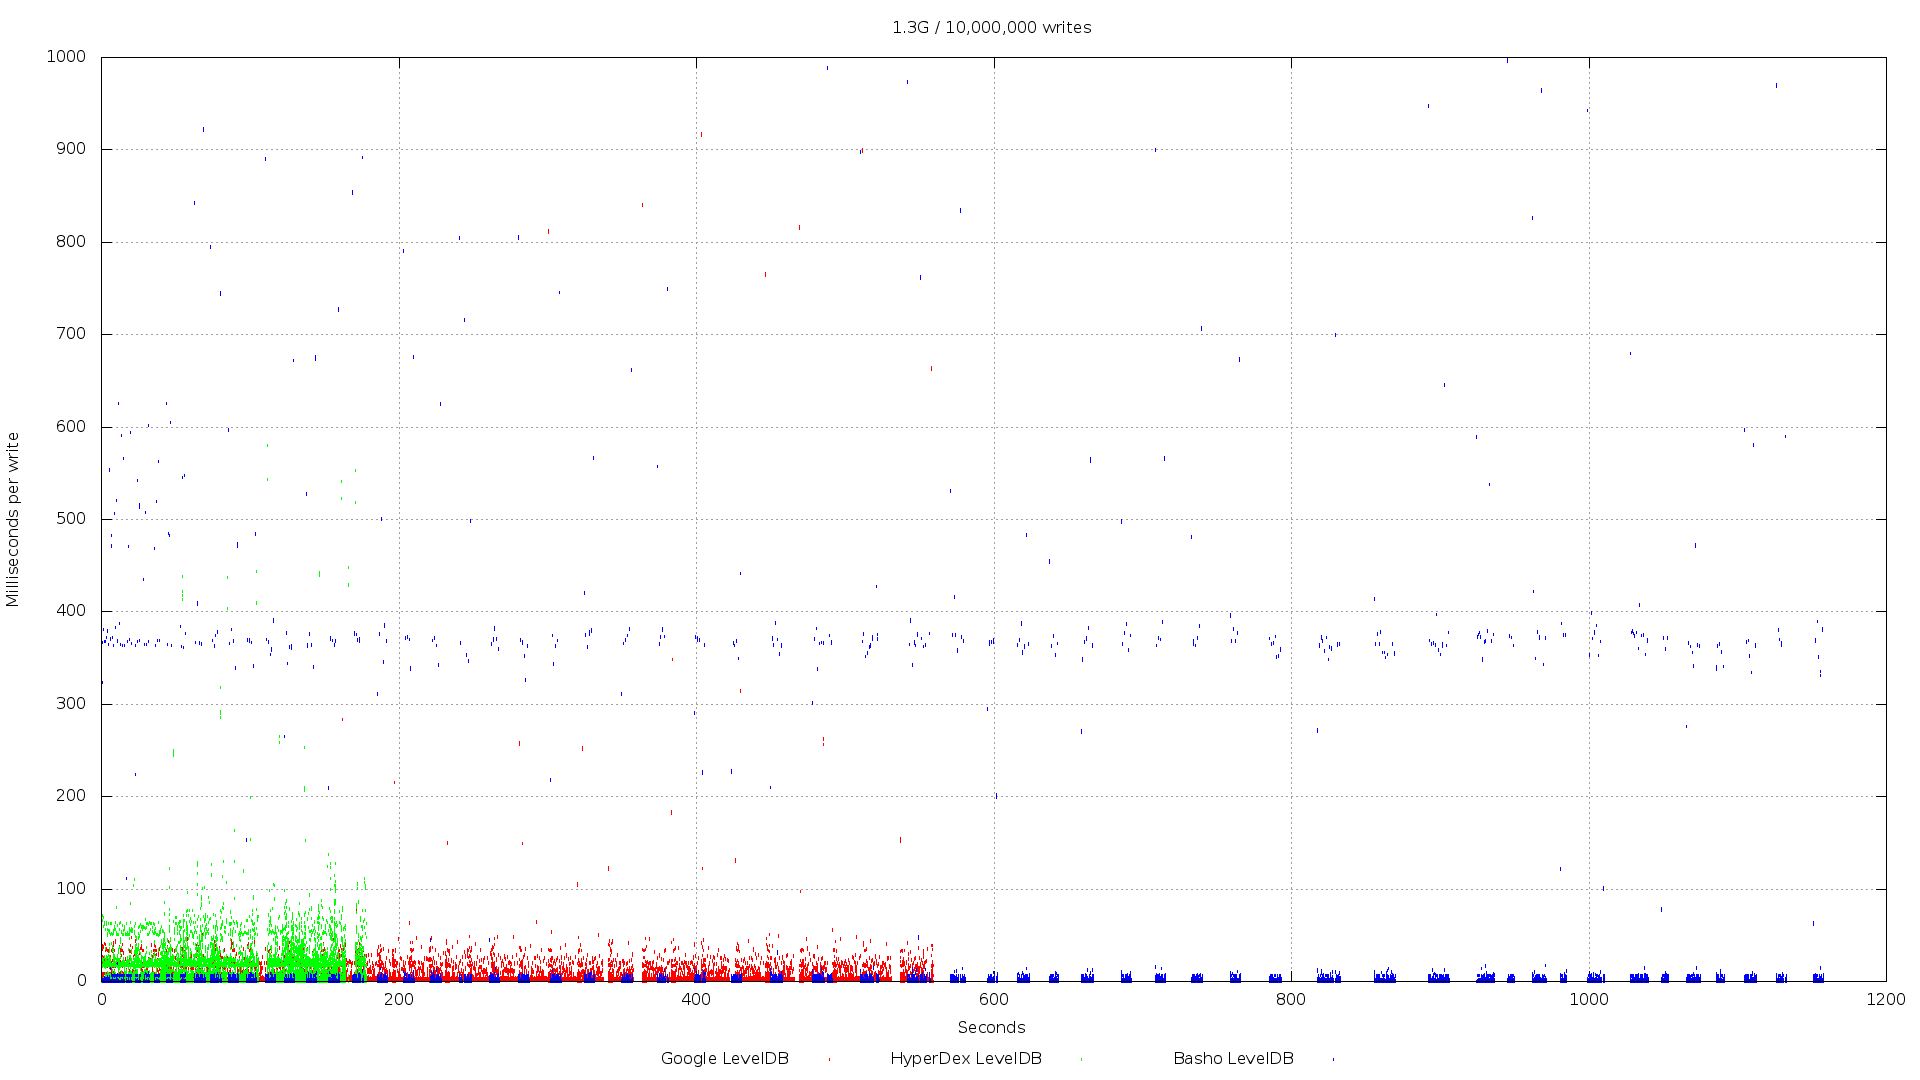 1.3G / 10,000,000 writes
1000
900
800
700
600
500
400
300
200
100
0
Milliseconds per write
0 200 400 600 800 1000 1200
Seconds
Google LevelDB HyperDex LevelDB Basho LevelDB